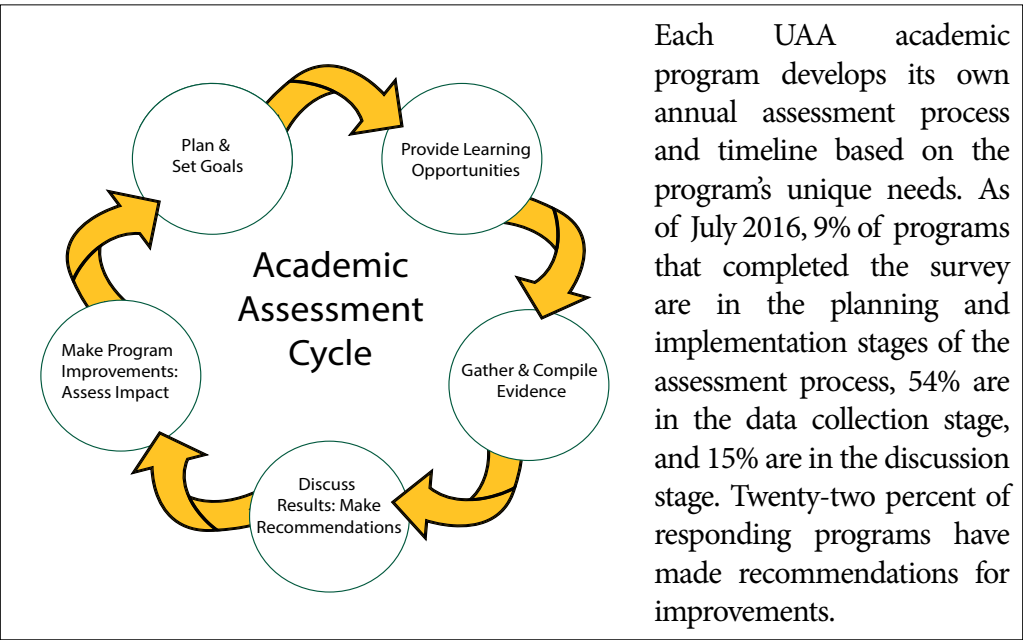 Plan &
Set Goals
Provide Learning
Opportunities
Academic
Assessment
Cycle
Gather & Compile
Evidence
Discuss
Results: Make
Recommendations
Make Program
Improvements:
Assess Impact
Each UAA academic
program develops its own
annual assessment process
and timeline based on the
program's unique needs. As
of July 2016, 9% of programs
that completed the survey
are in the planning and
implementation stages of the
assessment process, 54% are
in the data collection stage,
and 15% are in the discussion
stage. Twenty-two percent of
responding programs have
made recommendations for
improvements.